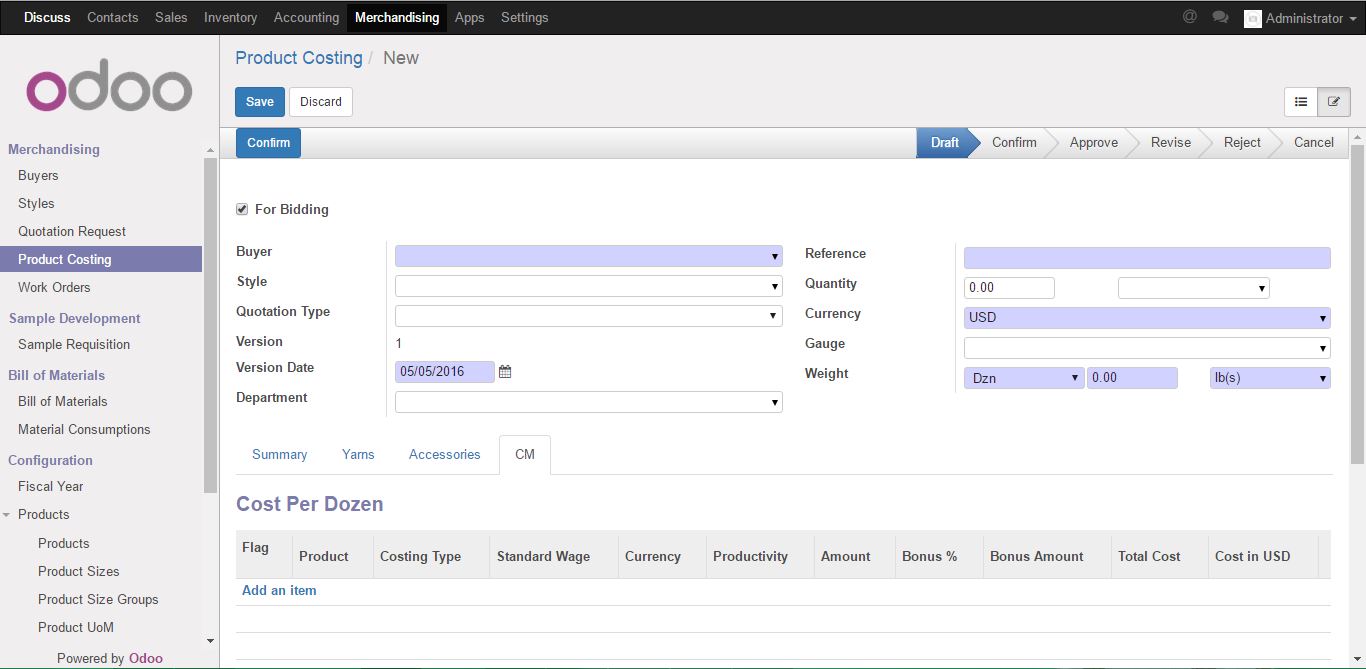 Discuss Contacts Sales Inventory Accounting Merchandising Apps Settings @ Administrator
odoo
Merchandising
Buyers
Styles
Quotation Request
Product Costing
Work Orders
Sample Development
Sample Requisition
Bill of Materials
Bill of Materials
Material Consumptions
Configuration
Fiscal Year
Products
Products
Product Sizes
Product Size Groups
Product UoM
Powered by Odoo
Product Costing / New
Save Discard
Confirm Draft Confirm Approve Revise Reject Cancel
For Bidding
Buyer
Style
Quotation Type
Version 1
Version Date 05/05/2016
Department
Reference
Quantity 0.00
Currency USD
Gauge
Weight Dzn 0.00 lb(s)
Summary Yarns Accessories CM
Cost Per Dozen
Flag Product Costing Type Standard Wage Currency Productivity Amount Bonus % Bonus Amount Total Cost Cost in USD
Add an item